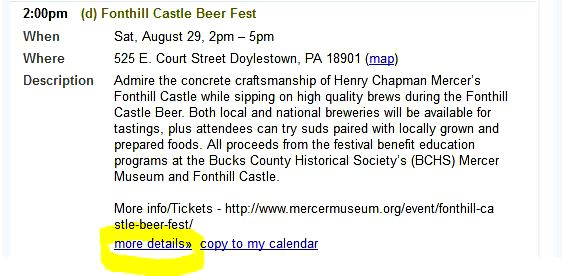 2:00pm (d) Fonthill Castle Beer Fest
When Sat, August 29, 2pm – 5pm
Where 525 E. Court Street Doylestown, PA 18901 (map)
Description Admire the concrete craftsmanship of Henry Chapman Mercer's
Fonthill Castle while sipping on high quality brews during the Fonthill
Castle Beer. Both local and national breweries will be available for
tastings, plus attendees can try suds paired with locally grown and
prepared foods. All proceeds from the festival benefit education
programs at the Bucks County Historical Society's (BCHS) Mercer
Museum and Fonthill Castle.
More info/Tickets - http://www.mercermuseum.org/event/fonthill-ca
stle-beer-fest/
more details» copy to my calendar